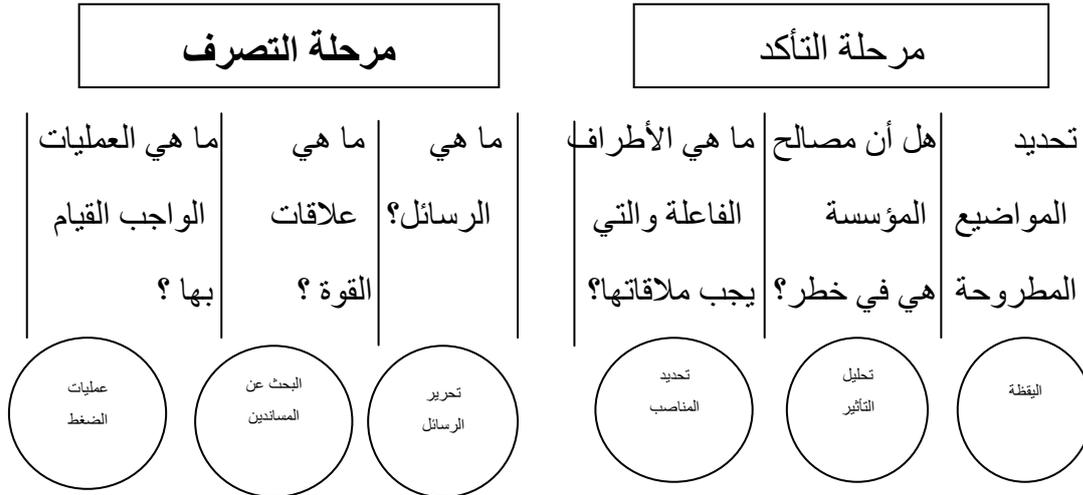 مرحلة التأكد
مرحلة التصرف
تحديد
المواضيع
المطروحة
هل أن مصالح
المؤسسة
هي في خطر؟
ما هي الأطراف
الفاعلة والتي
يجب ملاقاتها؟
ما هي
الرسائل؟
ما هي
علاقات
القوة ؟
ما هي العمليات
الواجب القيام
بها ؟
اليقظة
تحليل
التأثير
تحديد
المناصب
تحرير
الرسائل
البحث عن
المساندين
عمليات
الضغط